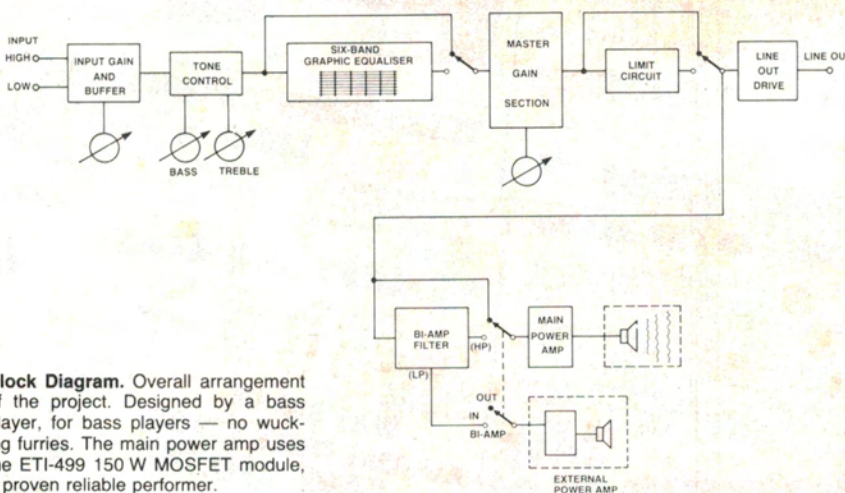 INPUT
HIGH
LOW
INPUT GAIN
AND
BUFFER
TONE
CONTROL
BASS
TREBLE
SIX-BAND
GRAPHIC EQUALISER
MASTER
GAIN
SECTION
LIMIT
CIRCUIT
LINE
OUT
DRIVE
LINE OU
BI-AMP
FILTER
(HP)
(LP)
MAIN
POWER
AMP
OUT
IN
BI-AMP
EXTERNAL
POWER AMP
lock Diagram. Overall arrangement
f the project. Designed by a bass
layer, for bass players — no wuck-
ng furries. The main power amp uses
ne ETI-499 150 W MOSFET module,
proven reliable performer.